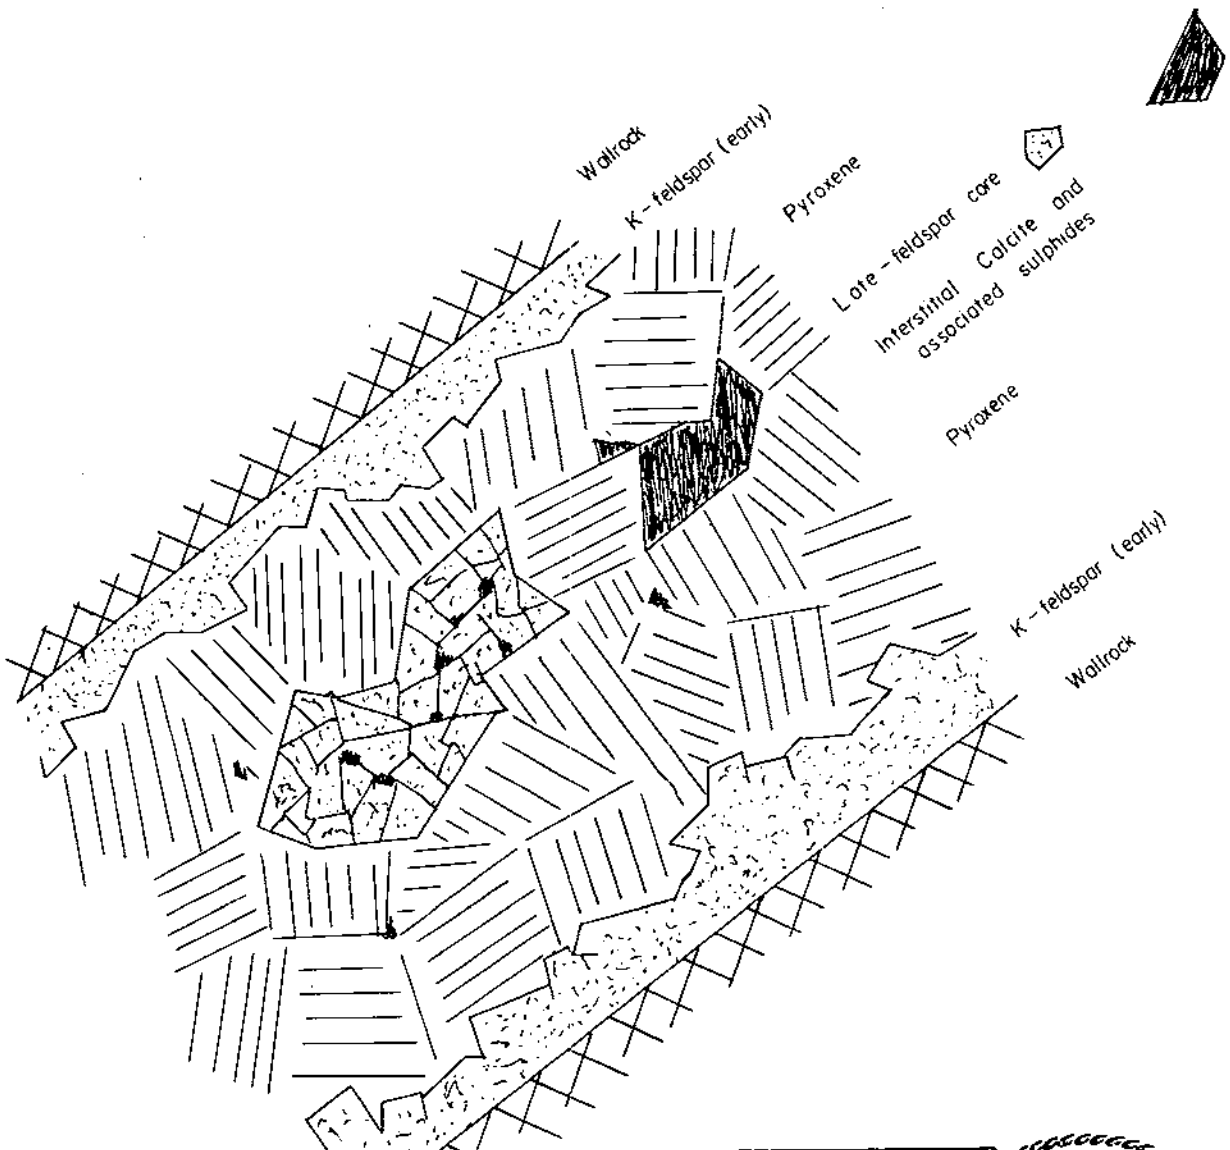 Wallrock
K-feldspar (early)
Pyroxene
Late-feldspar core
Interstitial Calcite and
associated sulphides
Pyroxene
K-feldspar (early)
Wallrock